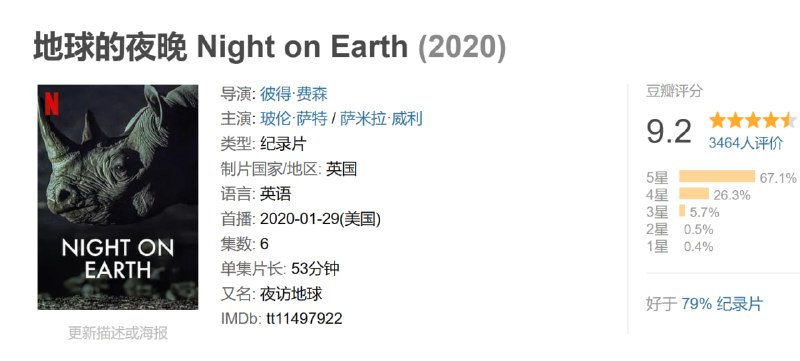 地球的夜晚 Night on Earth (2020)
N
NIGHT ON
EARTH
更新描述或海报
导演: 彼得·费森
主演: 玻伦·萨特 / 萨米拉·威利
类型: 纪录片
制片国家/地区: 英国
语言: 英语
首播: 2020-01-29(美国)
集数: 6
单集片长: 53分钟
又名: 夜访地球
IMDb: tt11497922
豆瓣评分
9.2
3464人评价
5星 67.1%
4星 26.3%
3星 5.7%
2星 0.5%
1星 0.4%
好于 79% 纪录片